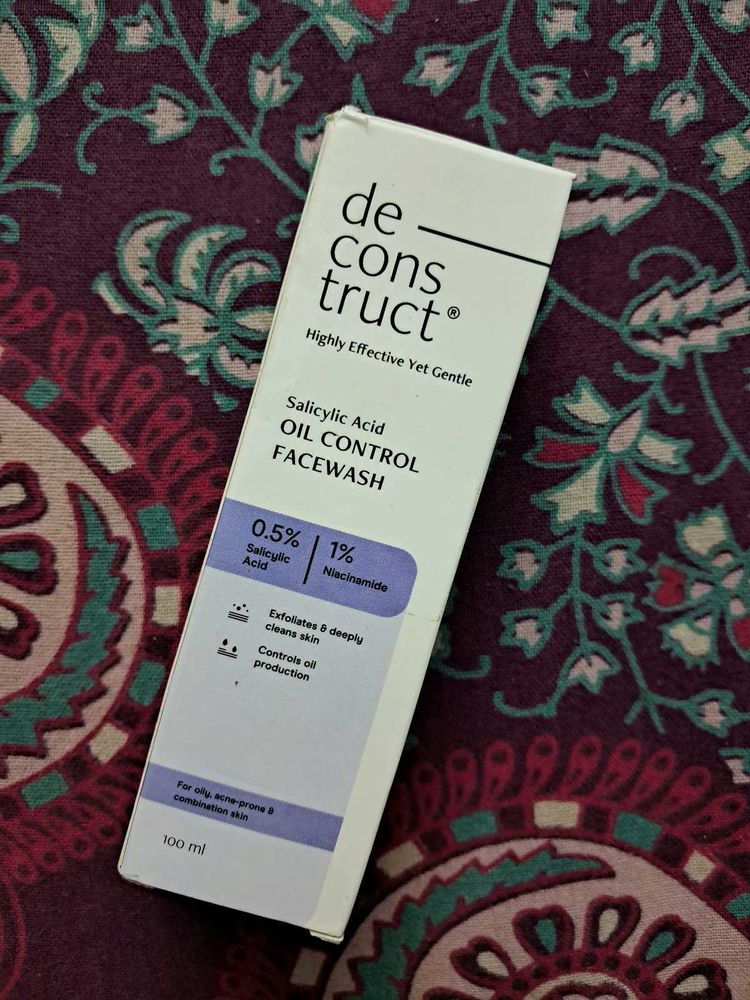 de
cons
truct®
Highly Effective Yet Gentle
Salicylic Acid
OIL CONTROL
FACEWASH
0.5%
Salicylic
Acid
1%
Niacinamide
Exfoliates & deeply
cleans skin
Controls oil
production
For oily, acne-prone &
combination skin
100 ml